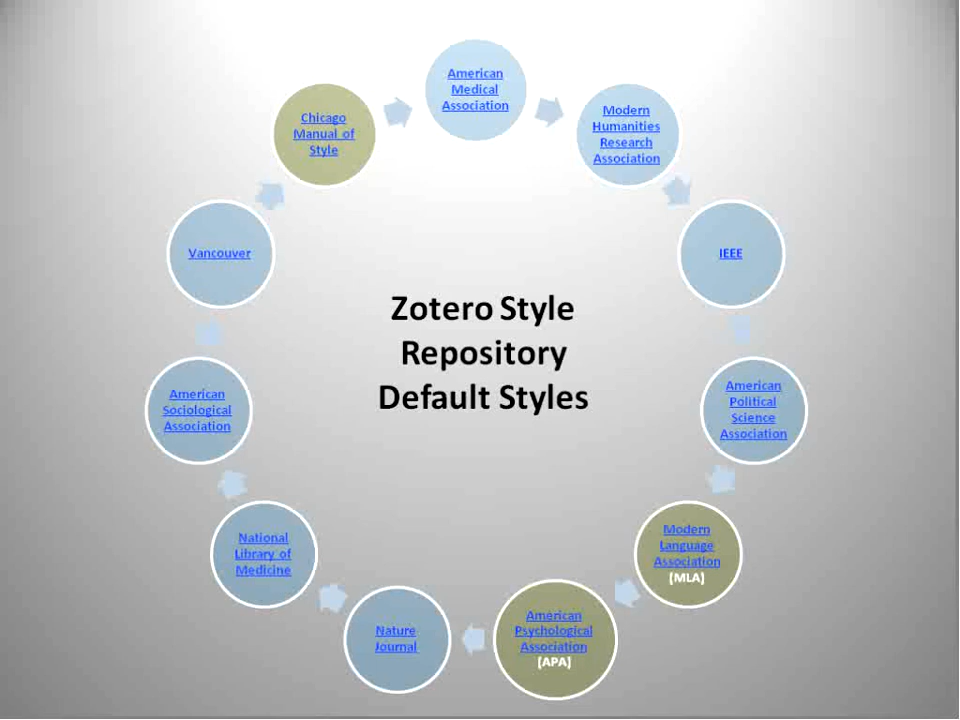 American
Medical
Association
Modern
Humanities
Research
Association
IEEE
American
Political
Science
Association
Modern
Language
Association
[MLA]
American
Psychological
Association
[APA]
Nature
Journal
National
Library of
Medicine
American
Sociological
Association
Vancouver
Chicago
Manual of
Style
Zotero Style
Repository
Default Styles